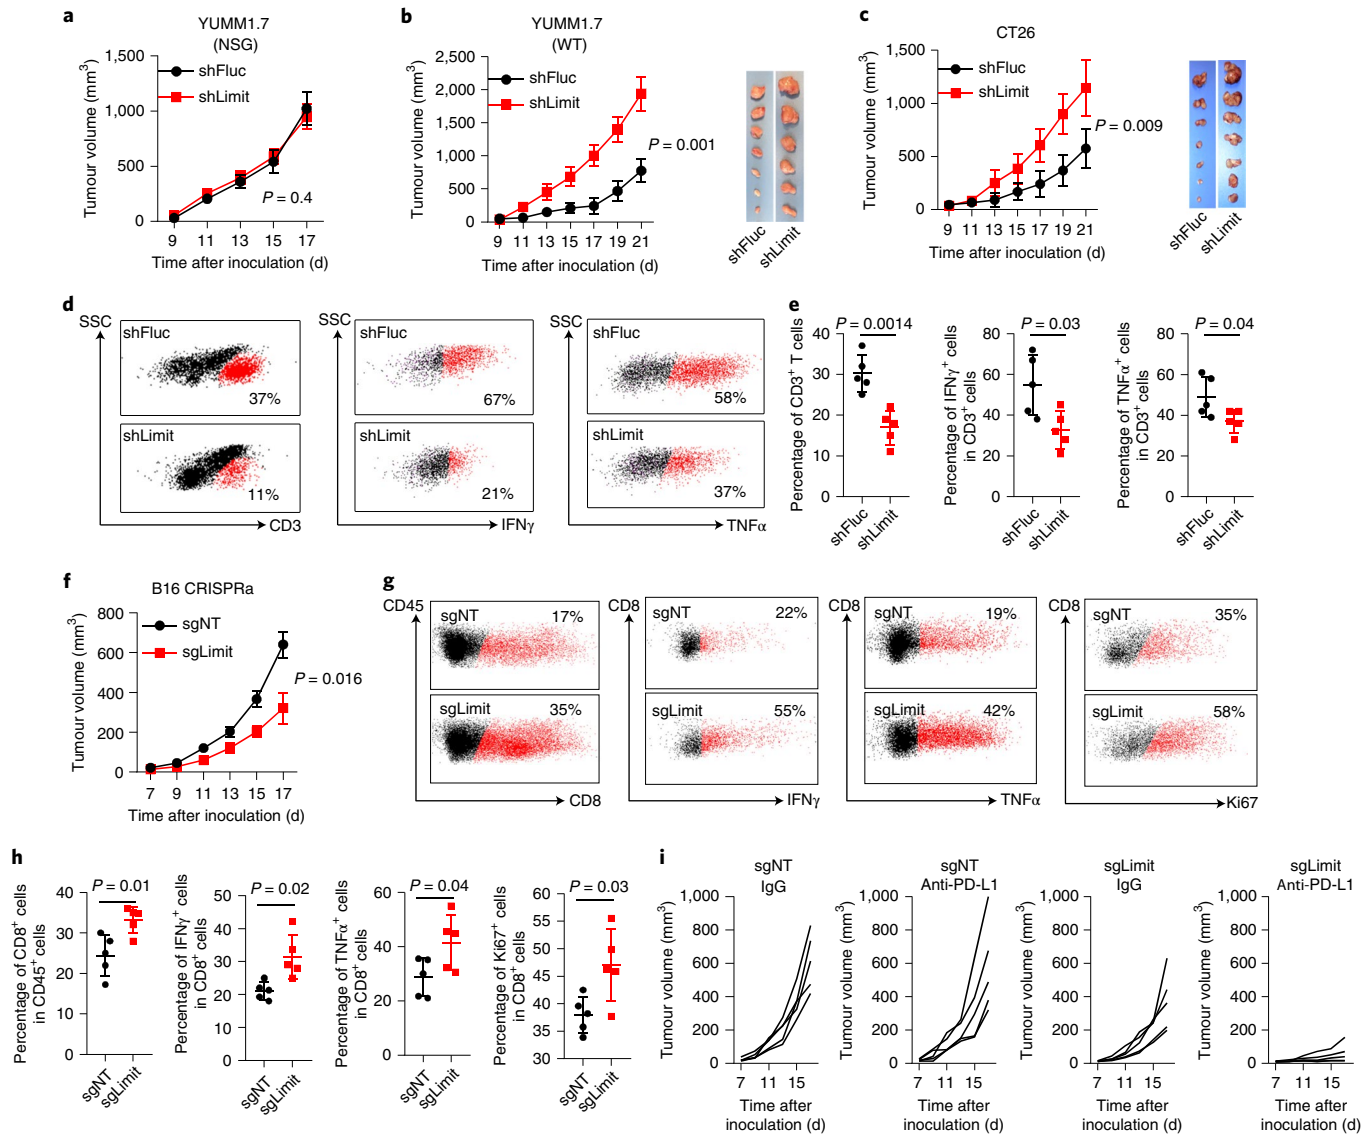 a
YUMM1.7
(NSG)
Tumour volume (mm³)
1,500
1,000
500
0
shFluc
shLimit
P = 0.4
9 11 13 15 17
Time after inoculation (d)
b
YUMM1.7
(WT)
Tumour volume (mm³)
2,500
2,000
1,500
1,000
500
0
shFluc
shLimit
P = 0.001
9 11 13 15 17 19 21
Time after inoculation (d)
shFluc
shLimit
c
CT26
Tumour volume (mm³)
1,500
1,000
500
0
shFluc
shLimit
P = 0.009
9 11 13 15 17 19 21
Time after inoculation (d)
shFluc
shLimit
d
SSC
shFluc
37%
shLimit
11%
CD3
SSC
shFluc
67%
shLimit
21%
IFNγ
SSC
shFluc
58%
shLimit
37%
TNFα
e
P = 0.0014
Percentage of CD3⁺ T cells
40
30
20
10
0
shFluc
shLimit
P = 0.03
Percentage of IFNγ⁺ cells
in CD3⁺ cells
80
60
40
20
0
shFluc
shLimit
P = 0.04
Percentage of TNFα⁺ cells
in CD3⁺ cells
80
60
40
20
0
shFluc
shLimit
f
B16 CRISPRa
Tumour volume (mm³)
800
600
400
200
0
sgNT
sgLimit
P = 0.016
7 9 11 13 15 17
Time after inoculation (d)
g
CD45
sgNT
17%
sgLimit
35%
CD8
CD8
sgNT
22%
sgLimit
55%
IFNγ
CD8
sgNT
19%
sgLimit
42%
TNFα
CD8
sgNT
35%
sgLimit
58%
Ki67
h
P = 0.01
Percentage of CD8⁺ cells
in CD45⁺ cells
40
30
20
10
0
sgNT
sgLimit
P = 0.02
Percentage of IFNγ⁺ cells
in CD8⁺ cells
50
40
30
20
10
0
sgNT
sgLimit
P = 0.04
Percentage of TNFα⁺ cells
in CD8⁺ cells
60
40
20
0
sgNT
sgLimit
P = 0.03
Percentage of Ki67⁺ cells
in CD8⁺ cells
60
55
50
45
40
35
30
sgNT
sgLimit
i
sgNT
IgG
Tumour volume (mm³)
1,000
800
600
400
200
0
7 11 15
Time after
inoculation (d)
sgNT
Anti-PD-L1
Tumour volume (mm³)
1,000
800
600
400
200
0
7 11 15
Time after
inoculation (d)
sgLimit
IgG
Tumour volume (mm³)
1,000
800
600
400
200
0
7 11 15
Time after
inoculation (d)
sgLimit
Anti-PD-L1
Tumour volume (mm³)
1,000
800
600
400
200
0
7 11 15
Time after
inoculation (d)